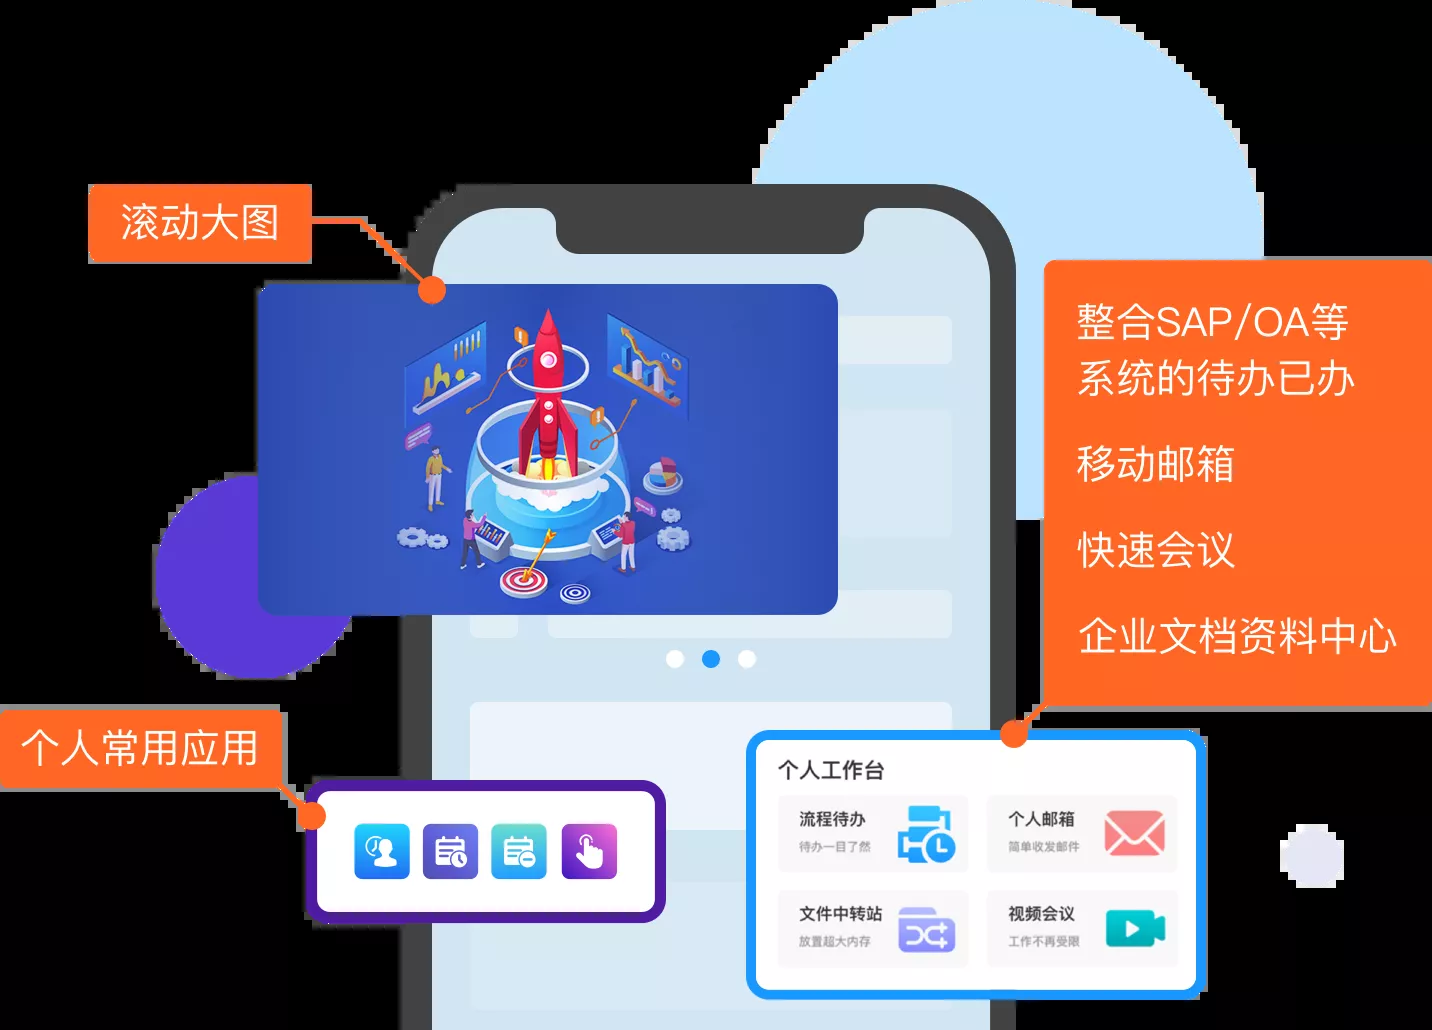 滚动大图
整合SAP/OA等
系统的待办已办
移动邮箱
快速会议
企业文档资料中心
个人常用应用
个人工作台
流程待办
待办一目了然
个人邮箱
简单收发邮件
文件中转站
放置超大内存
视频会议
工作不再受限